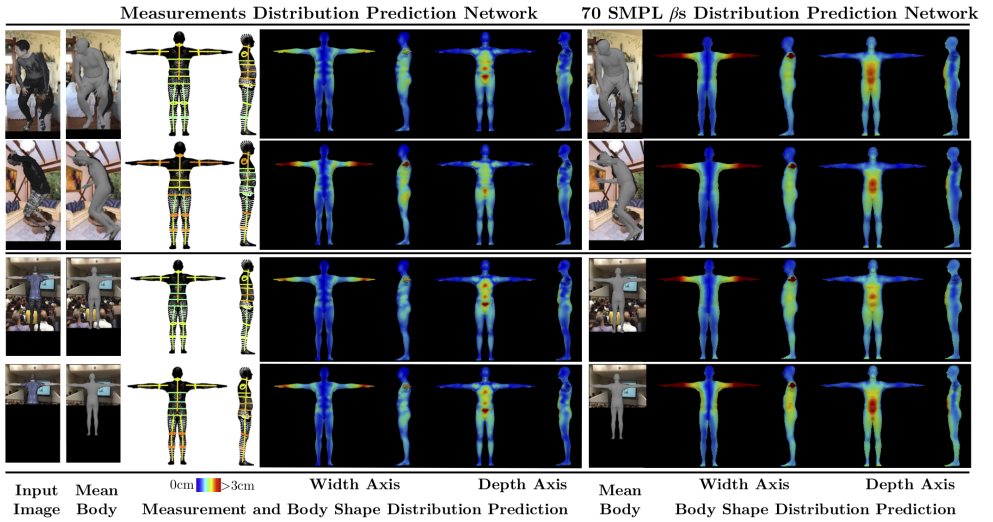 Measurements Distribution Prediction Network
70 SMPL βs Distribution Prediction Network
0cm >3cm
Width Axis
Depth Axis
Width Axis
Depth Axis
Input Image
Mean Body
Measurement and Body Shape Distribution Prediction
Mean Body
Body Shape Distribution Prediction